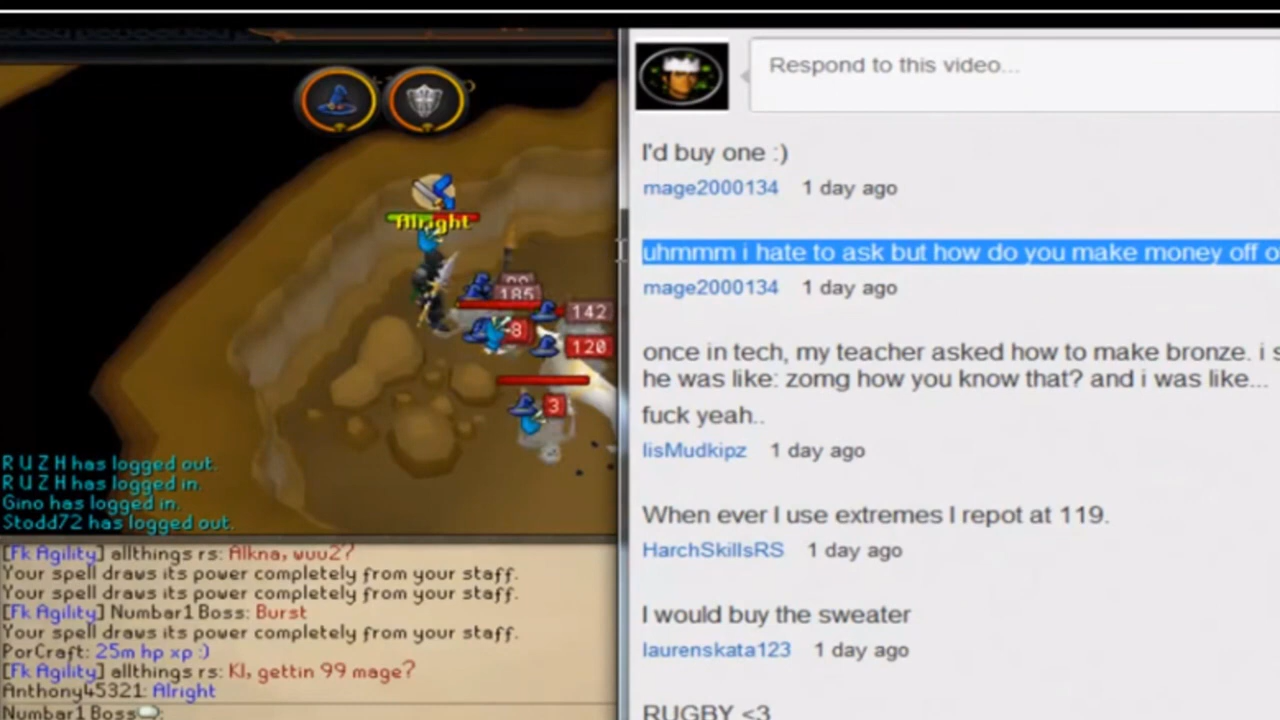 Alright
99
185
142
8
120
3
R U Z H has logged out.
R U Z H has logged in.
Gino has logged in.
Stodd72 has logged out.
[Fk Agility] allthings rs: Alkna, wuu2?
Your spell draws its power completely from your staff.
Your spell draws its power completely from your staff.
[Fk Agility] Numbar1 Boss: Burst
Your spell draws its power completely from your staff.
PorCraft: 25m hp xp :)
[Fk Agility] allthings rs: Kl, gettin 99 mage?
Anthony45321: Alright
Numbar1 Boss:
Respond to this video...
I'd buy one :)
mage2000134 1 day ago
uhmmm i hate to ask but how do you make money off o
mage2000134 1 day ago
once in tech, my teacher asked how to make bronze. i s
he was like: zomg how you know that? and i was like...
fuck yeah..
IisMudkipz 1 day ago
When ever I use extremes I repot at 119.
HarchSkillsRS 1 day ago
I would buy the sweater
laurenskata123 1 day ago
RUGBY <3